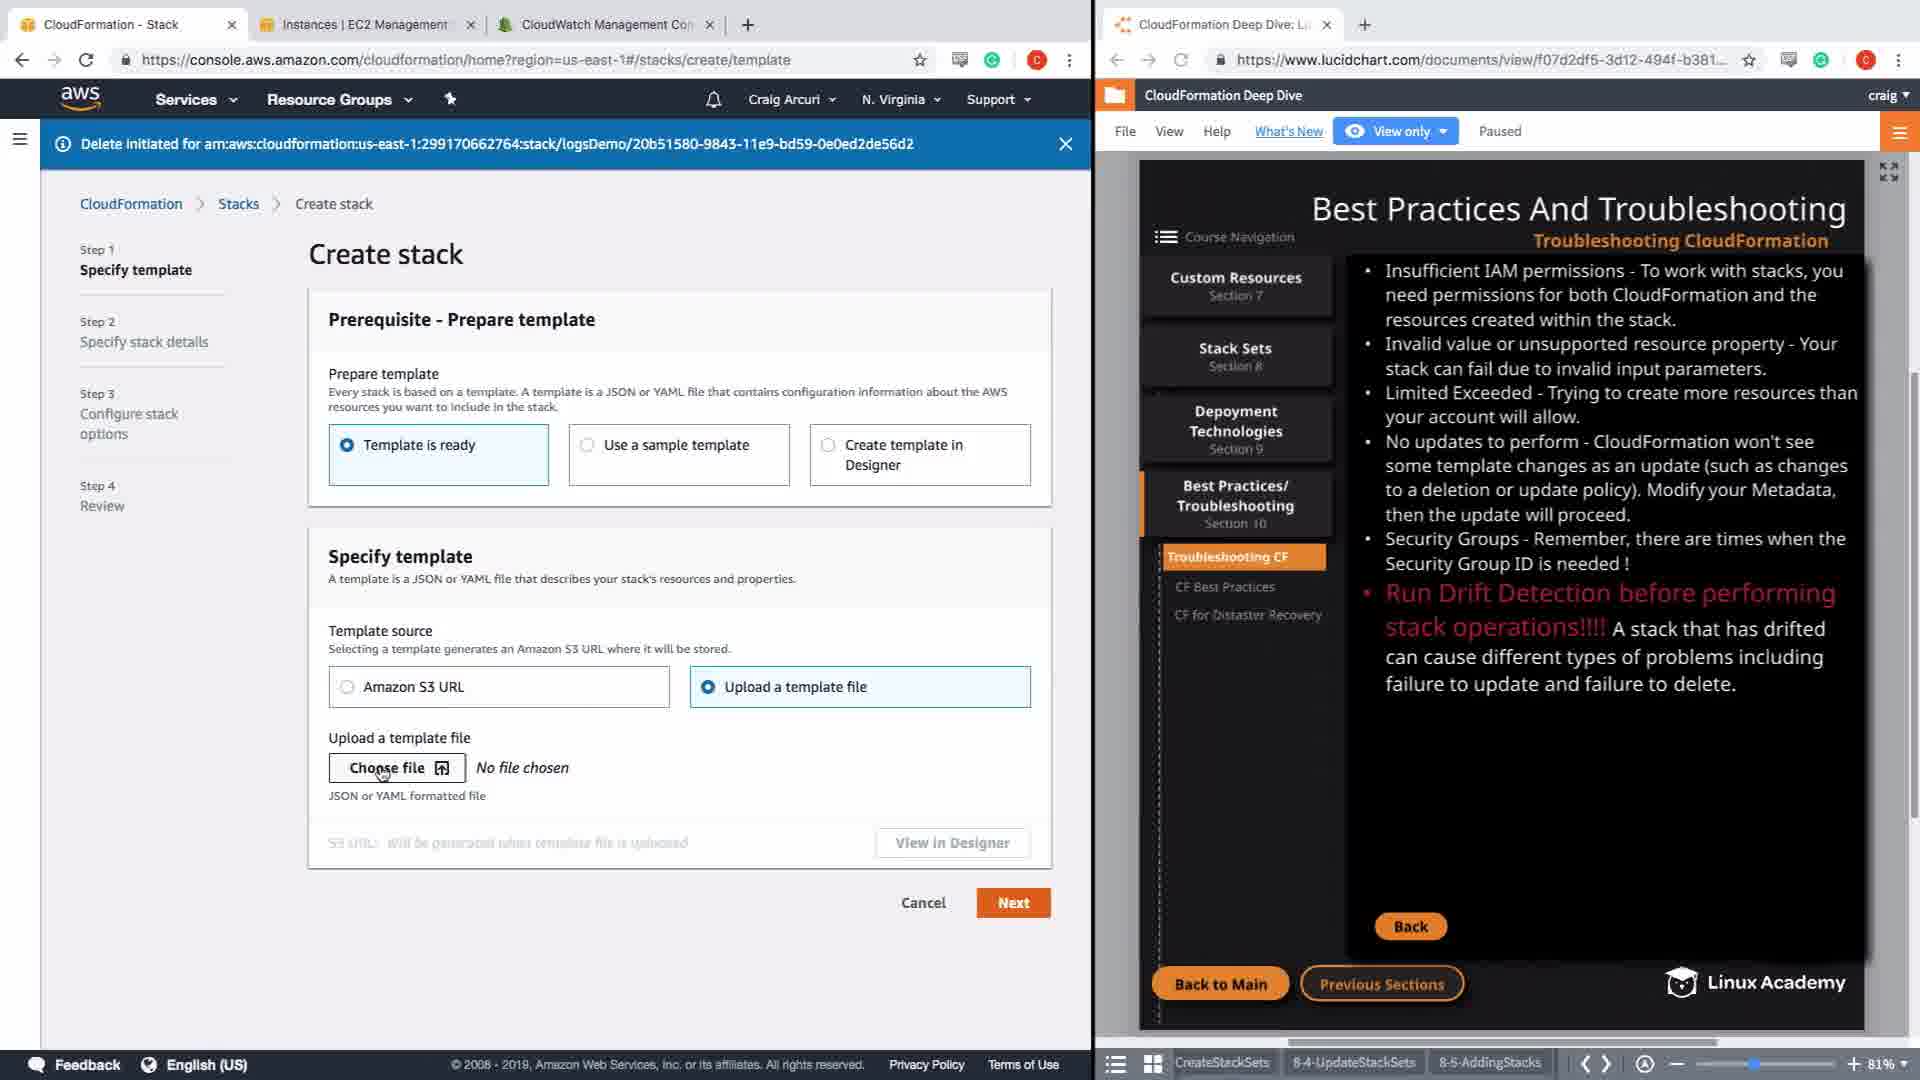 CloudFormation - Stack
Instances | EC2 Management
CloudWatch Management Con
https://console.aws.amazon.com/cloudformation/home?region=us-east-1#/stacks/create/template
aws
Services
Resource Groups
Craig Arcuri
N. Virginia
Support
Delete initiated for arn:aws:cloudformation:us-east-1:299170662764:stack/logsDemo/20b51580-9843-11e9-bd59-0e0ed2de56d2
CloudFormation > Stacks > Create stack
Step 1
Specify template
Step 2
Specify stack details
Step 3
Configure stack
options
Step 4
Review
Create stack
Prerequisite - Prepare template
Prepare template
Every stack is based on a template. A template is a JSON or YAML file that contains configuration information about the AWS
resources you want to include in the stack.
Template is ready
Use a sample template
Create template in
Designer
Specify template
A template is a JSON or YAML file that describes your stack's resources and properties.
Template source
Selecting a template generates an Amazon S3 URL where it will be stored.
Amazon S3 URL
Upload a template file
Upload a template file
Choose file
No file chosen
JSON or YAML formatted file
S3 URL: Will be generated when template file is uploaded
View in Designer
Cancel
Next
Feedback
English (US)
© 2008 - 2019, Amazon Web Services, Inc. or its affiliates. All rights reserved.
Privacy Policy
Terms of Use
CloudFormation Deep Dive: Lu
https://www.lucidchart.com/documents/view/f07d2df5-3d12-494f-b381...
CloudFormation Deep Dive
craig
File
View
Help
What's New
View only
Paused
Best Practices And Troubleshooting
Troubleshooting CloudFormation
Course Navigation
Custom Resources
Section 7
Stack Sets
Section 8
Depoyment
Technologies
Section 9
Best Practices/
Troubleshooting
Section 10
Troubleshooting CF
CF Best Practices
CF for Distaster Recovery
• Insufficient IAM permissions - To work with stacks, you
need permissions for both CloudFormation and the
resources created within the stack.
• Invalid value or unsupported resource property - Your
stack can fail due to invalid input parameters.
• Limited Exceeded - Trying to create more resources than
your account will allow.
• No updates to perform - CloudFormation won't see
some template changes as an update (such as changes
to a deletion or update policy). Modify your Metadata,
then the update will proceed.
• Security Groups - Remember, there are times when the
Security Group ID is needed !
• Run Drift Detection before performing
stack operations!!!! A stack that has drifted
can cause different types of problems including
failure to update and failure to delete.
Back
Back to Main
Previous Sections
Linux Academy
CreateStackSets
8-4-UpdateStackSets
8-5-AddingStacks
81%